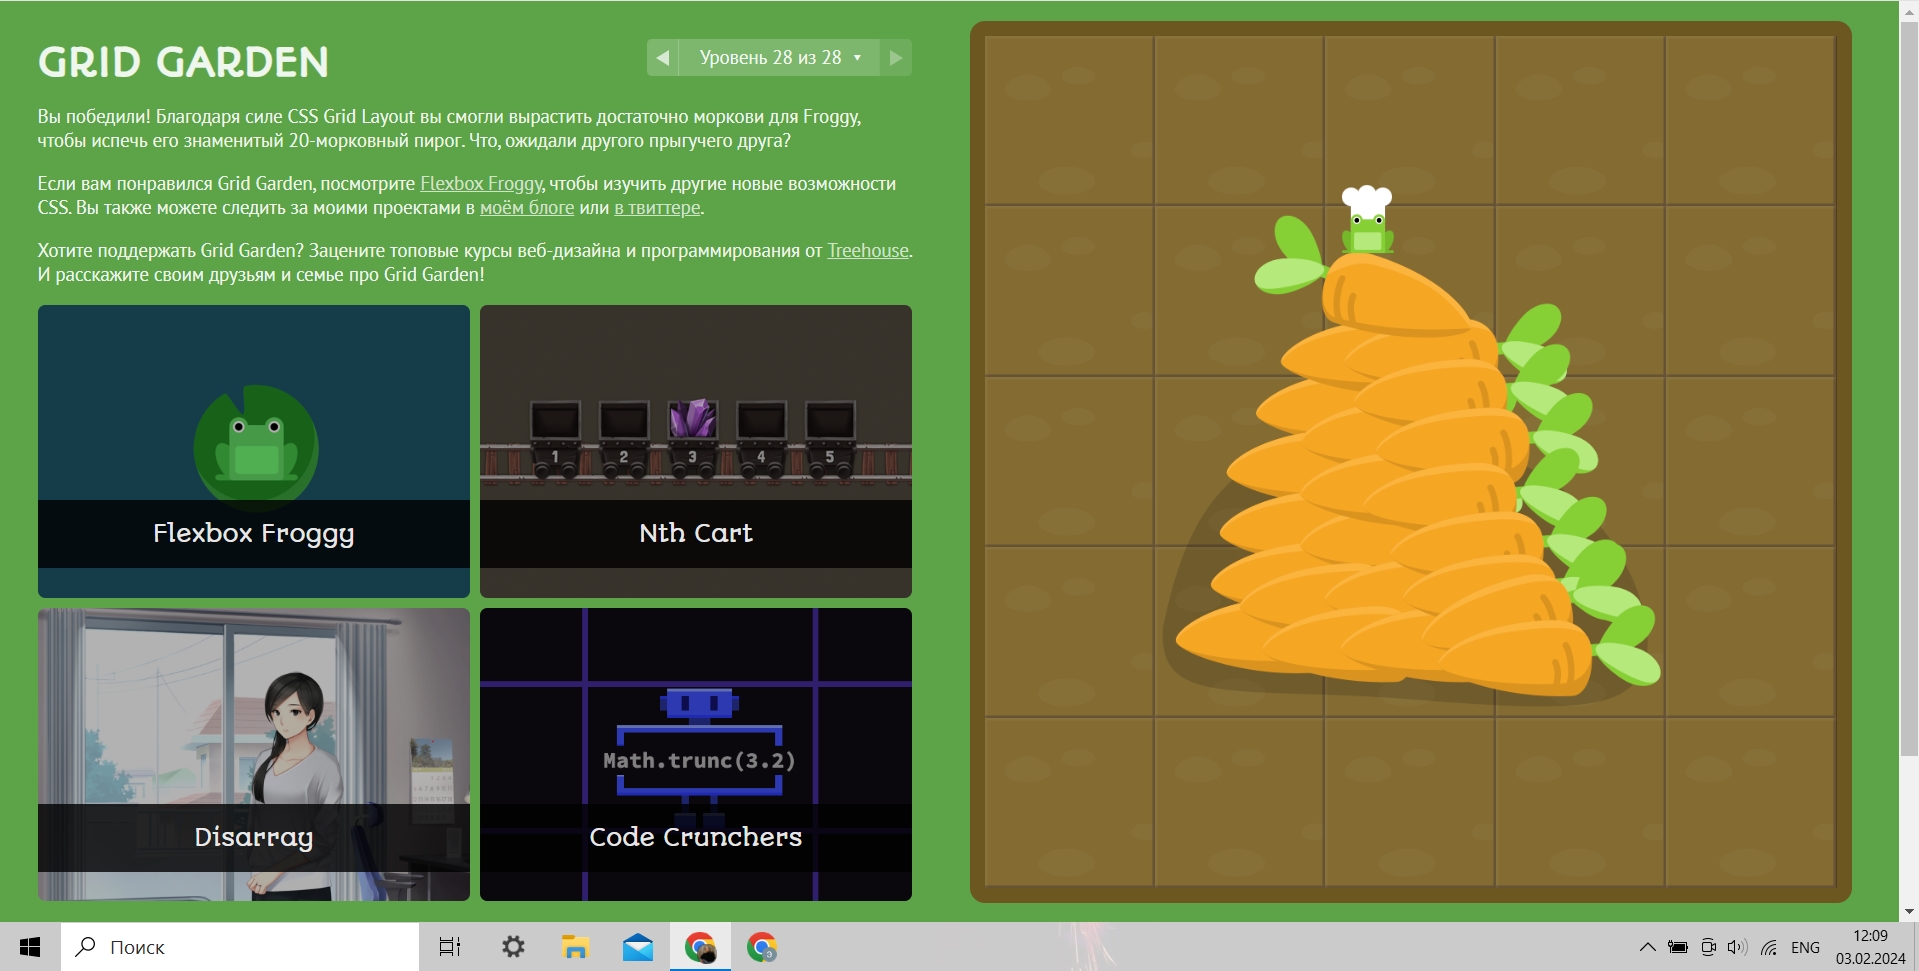 GRID GARDEN
Уровень 28 из 28
Вы победили! Благодаря силе CSS Grid Layout вы смогли вырастить достаточно моркови для Froggy,
чтобы испечь его знаменитый 20-морковный пирог. Что, ожидали другого прыгучего друга?
Если вам понравился Grid Garden, посмотрите Flexbox Froggy, чтобы изучить другие новые возможности
CSS. Вы также можете следить за моими проектами в моём блоге или в твиттере.
Хотите поддержать Grid Garden? Зацените топовые курсы веб-дизайна и программирования от Treehouse.
И расскажите своим друзьям и семье про Grid Garden!
Flexbox Froggy
1 2 3 4 5
Nth Cart
Disarray
Math.trunc(3.2)
Code Crunchers
Поиск
ENG
12:09
03.02.2024